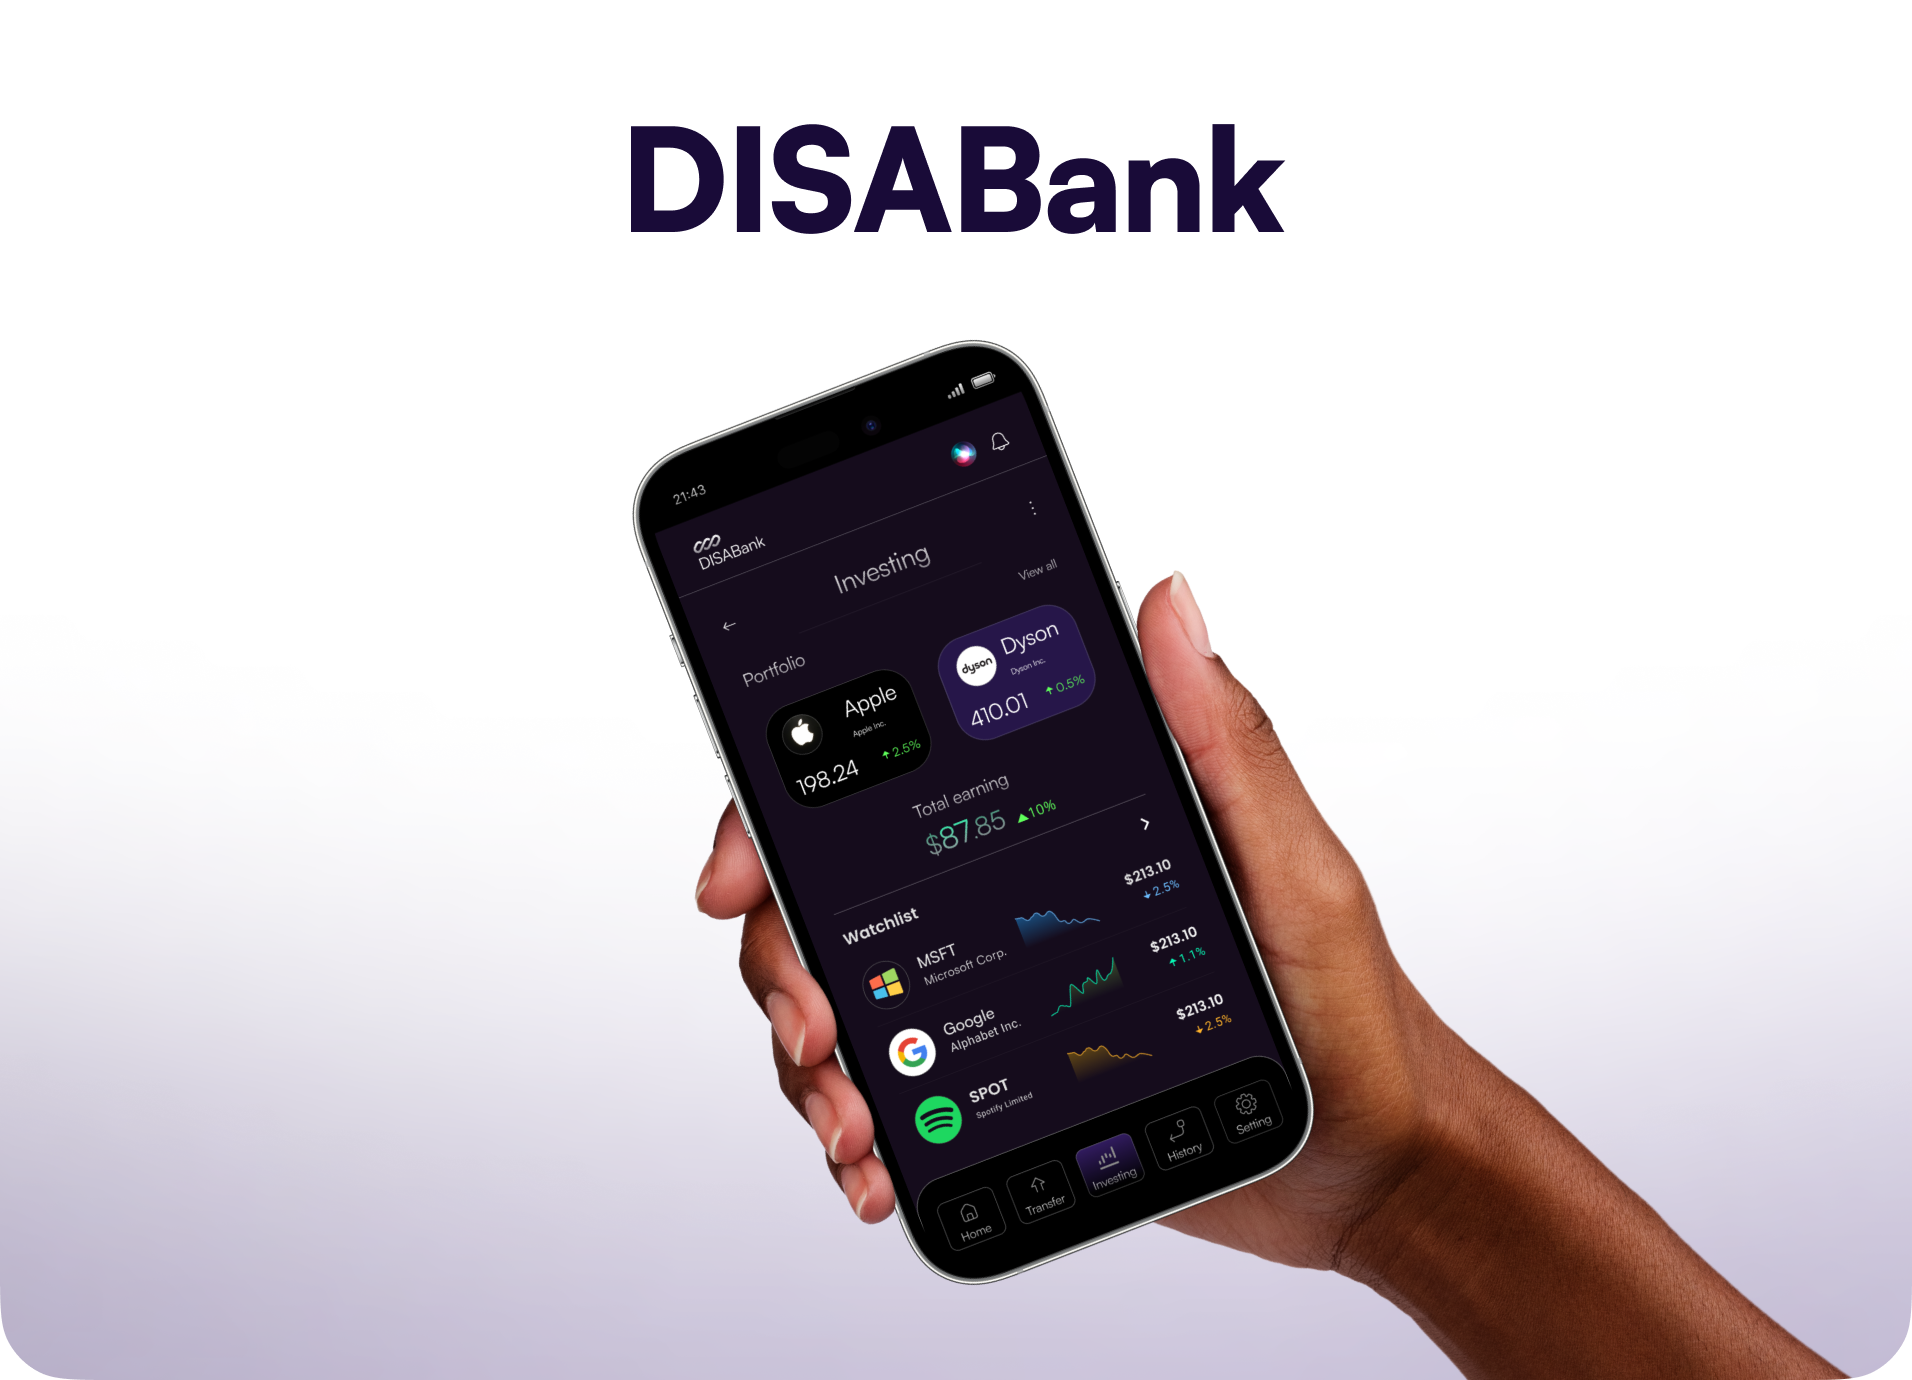 DISABank
21:43
DISABank
Investing
View all
Portfolio
Apple
Apple Inc.
198.24
2.5%
dyson
Dyson
Dyson Inc.
410.01
0.5%
Total earning
$87.85
10%
Watchlist
MSFT
Microsoft Corp.
$213.10
2.5%
Google
Alphabet Inc.
$213.10
1.1%
SPOT
Spotify Limited
$213.10
2.5%
Home
Transfer
Investing
History
Setting